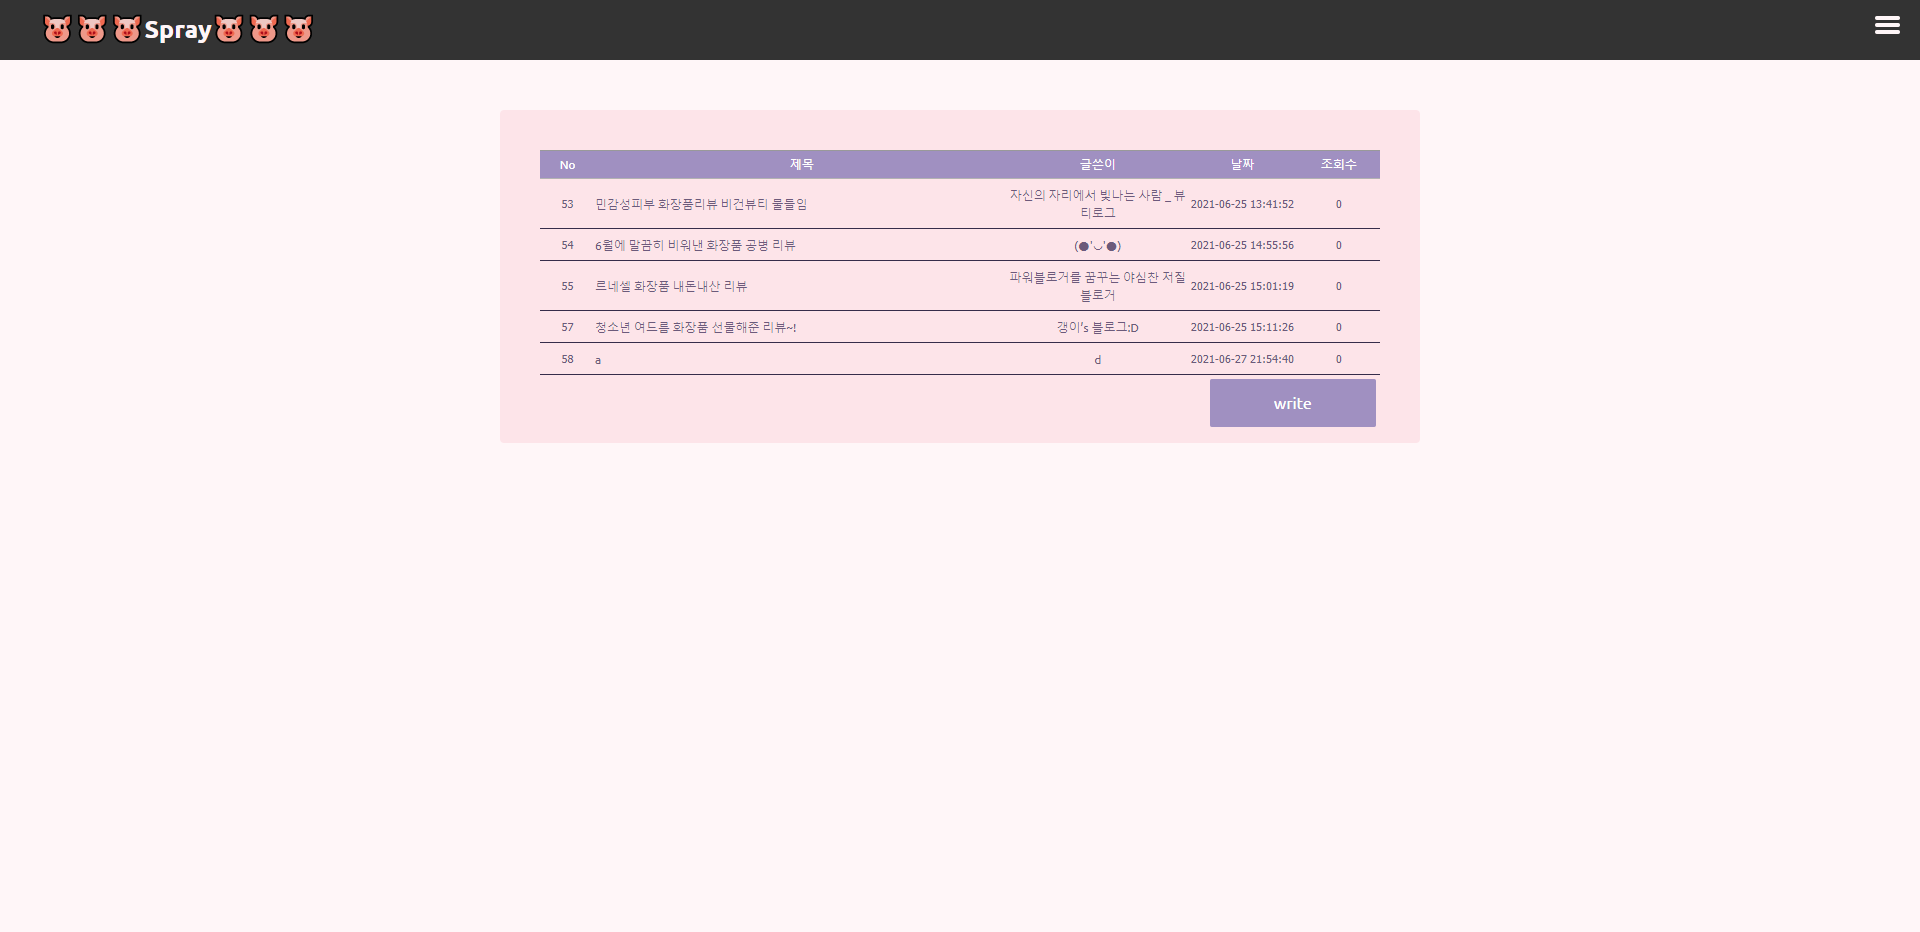 🐷🐷🐷Spray🐷🐷🐷
No 제목 글쓴이 날짜 조회수
53 민감성피부 화장품리뷰 비건뷰티 물들임 자신의 자리에서 빛나는 사람 _ 뷰티로그 2021-06-25 13:41:52 0
54 6월에 말끔히 비워낸 화장품 공병 리뷰 (●'◡'●) 2021-06-25 14:55:56 0
55 르네셀 화장품 내돈내산 리뷰 파워블로거를 꿈꾸는 야심찬 저질 블로거 2021-06-25 15:01:19 0
57 청소년 여드름 화장품 선물해준 리뷰~! 갱이's 블로그:D 2021-06-25 15:11:26 0
58 a d 2021-06-27 21:54:40 0
write